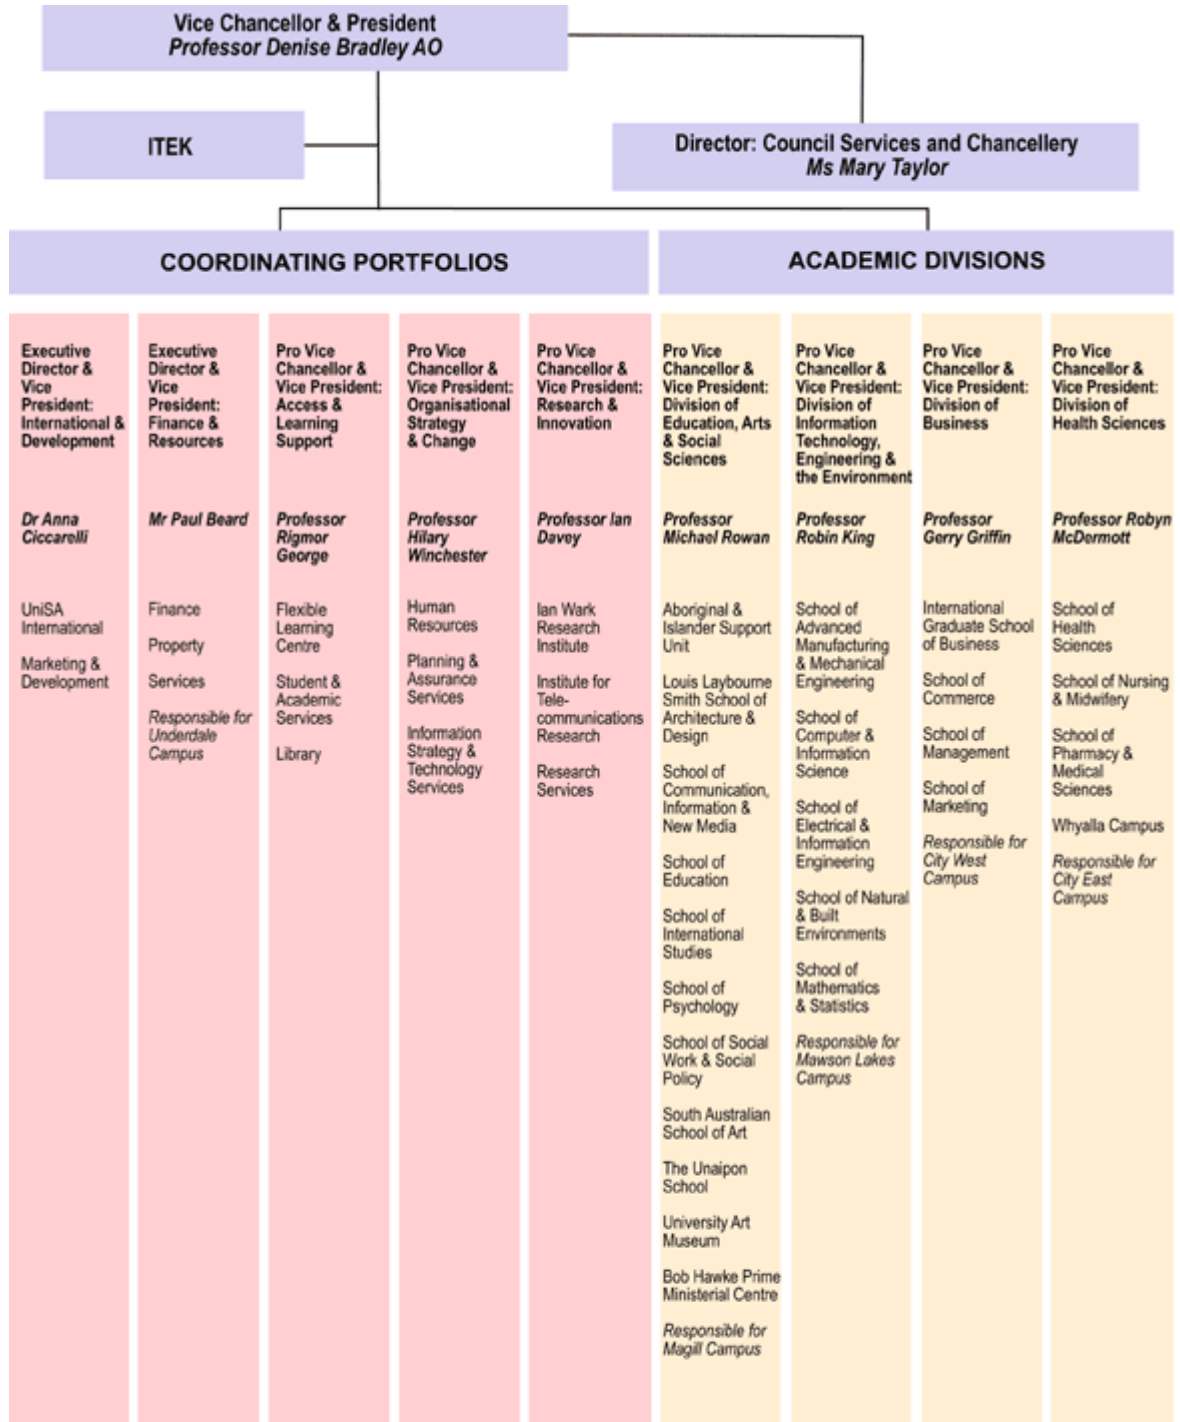 Vice Chancellor & President
Professor Denise Bradley AO
ITEK
Director: Council Services and Chancellery
Ms Mary Taylor
COORDINATING PORTFOLIOS
ACADEMIC DIVISIONS
Executive
Director &
Vice
President:
International &
Development
Dr Anna
Ciccarelli
UniSA
International
Marketing &
Development
Executive
Director &
Vice
President:
Finance &
Resources
Mr Paul Beard
Finance
Property
Services
Responsible for
Underdale
Campus
Pro Vice
Chancellor &
Vice President:
Access &
Learning
Support
Professor
Rigmor
George
Flexible
Learning
Centre
Student &
Academic
Services
Library
Pro Vice
Chancellor &
Vice President:
Organisational
Strategy
& Change
Professor
Hilary
Winchester
Human
Resources
Planning &
Assurance
Services
Information
Strategy &
Technology
Services
Pro Vice
Chancellor &
Vice President:
Research &
Innovation
Professor Ian
Davey
Ian Wark
Research
Institute
Institute for
Tele-
communications
Research
Research
Services
Pro Vice
Chancellor &
Vice President:
Division of
Education, Arts
& Social
Sciences
Professor
Michael Rowan
Aboriginal &
Islander Support
Unit
Louis Laybourne
Smith School of
Architecture &
Design
School of
Communication,
Information &
New Media
School of
Education
School of
International
Studies
School of
Psychology
School of Social
Work & Social
Policy
South Australian
School of Art
The Unaipon
School
University Art
Museum
Bob Hawke Prime
Ministerial Centre
Responsible for
Magill Campus
Pro Vice
Chancellor &
Vice President:
Division of
Information
Technology,
Engineering &
the Environment
Professor
Robin King
School of
Advanced
Manufacturing
& Mechanical
Engineering
School of
Computer &
Information
Science
School of
Electrical &
Information
Engineering
School of Natural
& Built
Environments
School of
Mathematics
& Statistics
Responsible for
Mawson Lakes
Campus
Pro Vice
Chancellor &
Vice President:
Division of
Business
Professor
Gerry Griffin
International
Graduate School
of Business
School of
Commerce
School of
Management
School of
Marketing
Responsible for
City West
Campus
Pro Vice
Chancellor &
Vice President:
Division of
Health Sciences
Professor Robyn
McDermott
School of
Health
Sciences
School of Nursing
& Midwifery
School of
Pharmacy &
Medical
Sciences
Whyalla Campus
Responsible for
City East
Campus